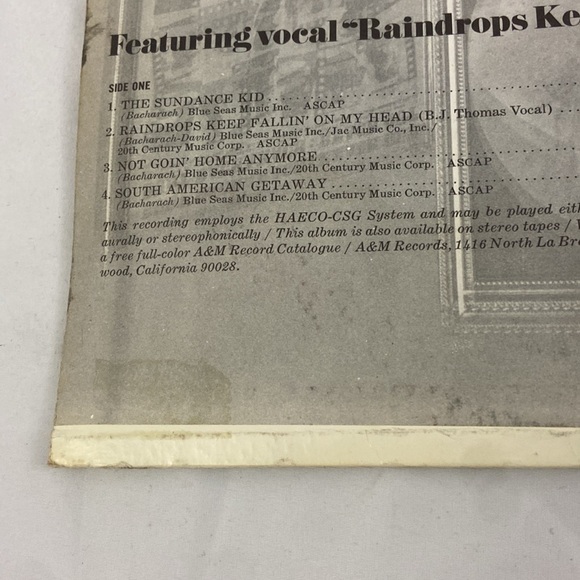 Featuring vocal “Raindrops Ke
SIDE ONE
1. THE SUNDANCE KID
(Bacharach) Blue Seas Music Inc. ASCAP
2. RAINDROPS KEEP FALLIN' ON MY HEAD (B.J. Thomas Vocal)
(Bacharach-David) Blue Seas Music Inc./Jac Music Co., Inc./
20th Century Music Corp. ASCAP
3. NOT GOIN' HOME ANYMORE
(Bacharach) Blue Seas Music Inc./20th Century Music Corp. ASCAP
4. SOUTH AMERICAN GETAWAY
(Bacharach) Blue Seas Music Inc./20th Century Music Corp. ASCAP
This recording employs the HAECO-CSG System and may be played eith
aurally or stereophonically / This album is also available on stereo tapes /
a free full-color A&M Record Catalogue / A&M Records, 1416 North La Bre
wood, California 90028.